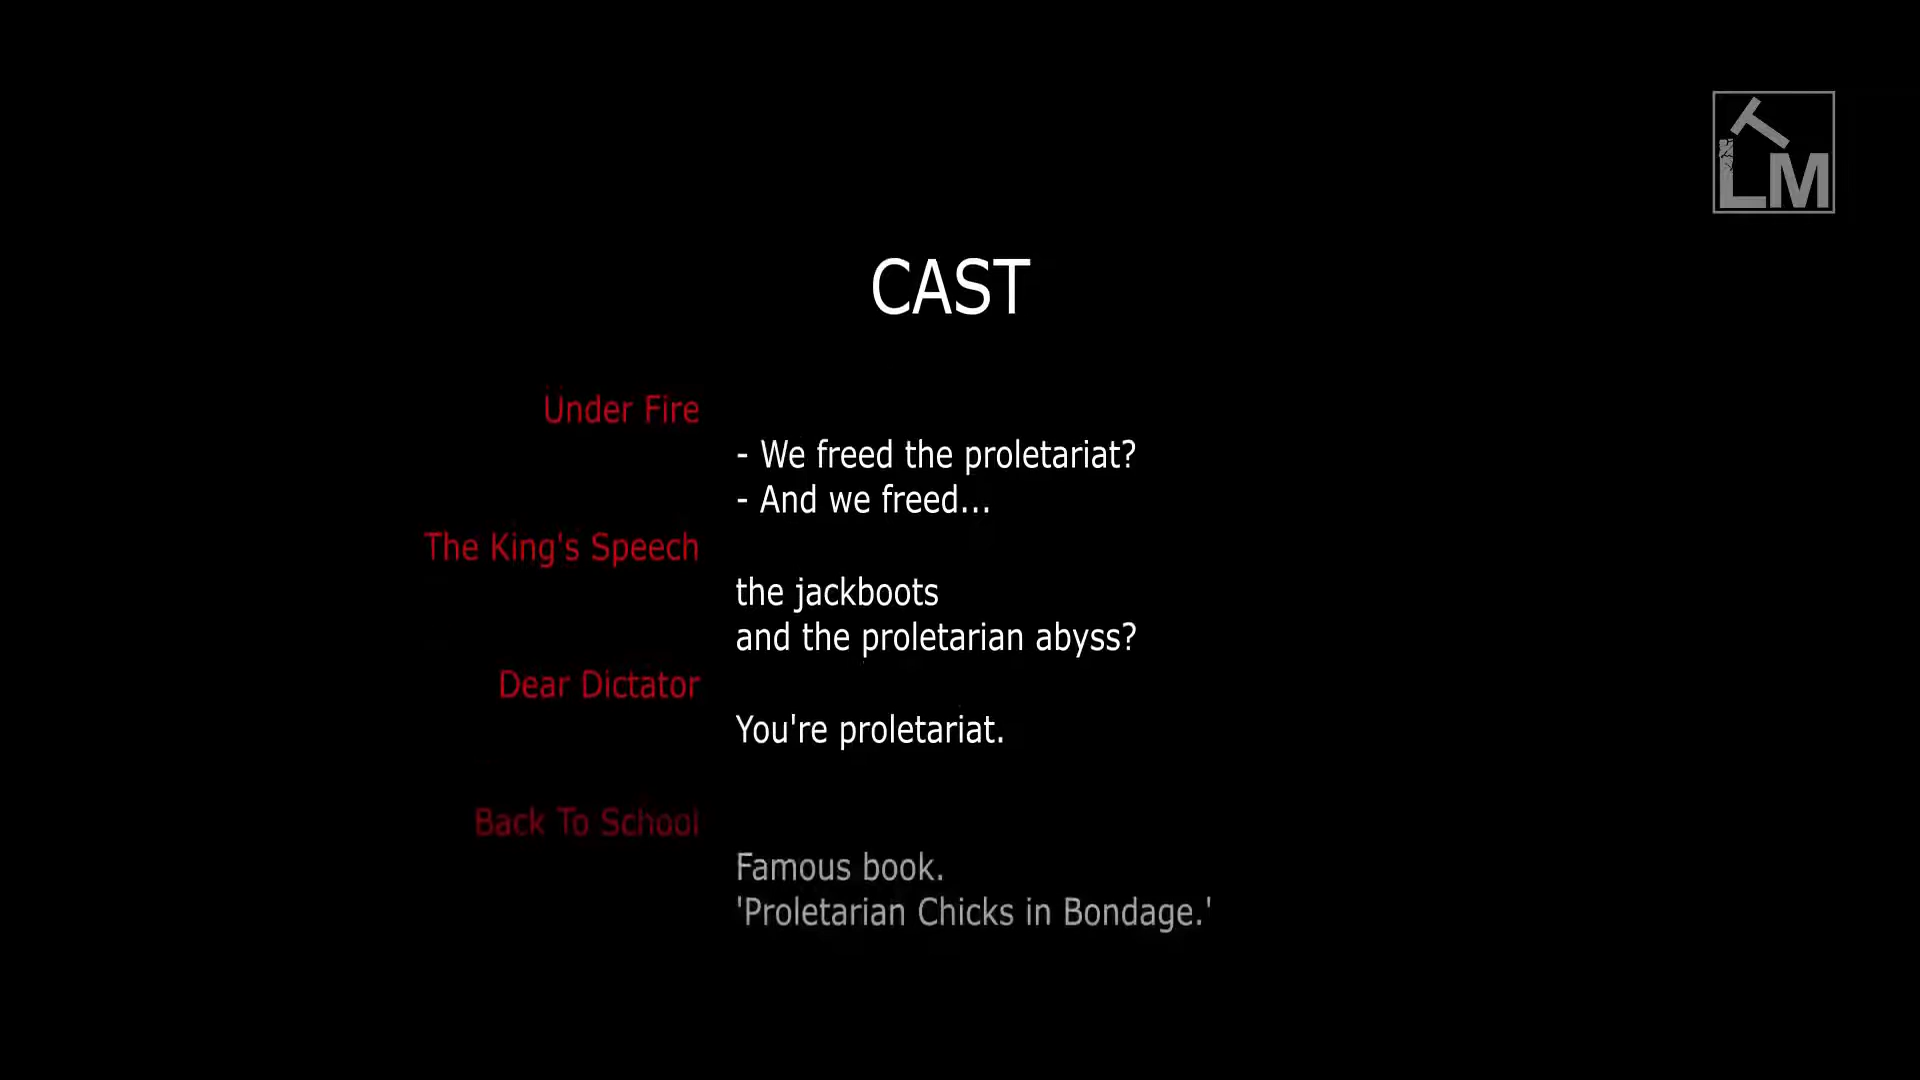 TLM
CAST
Under Fire
- We freed the proletariat?
- And we freed...
The King's Speech
the jackboots
and the proletarian abyss?
Dear Dictator
You're proletariat.
Back To School
Famous book.
'Proletarian Chicks in Bondage.'